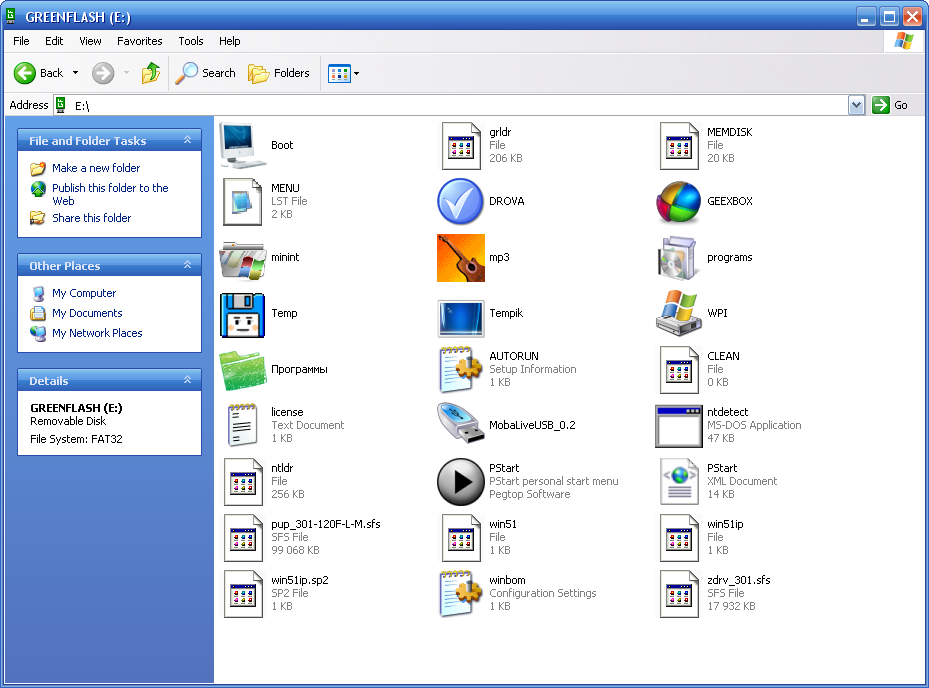 GREENFLASH (E:)
File Edit View Favorites Tools Help
Back Search Folders
Address E:\ Go
File and Folder Tasks
Make a new folder
Publish this folder to the
Web
Share this folder
Other Places
My Computer
My Documents
My Network Places
Details
GREENFLASH (E:)
Removable Disk
File System: FAT32
Boot
grldr
File
206 KB
MEMDISK
File
20 KB
MENU
LST File
2 KB
DROVA
GEEXBOX
minint
mp3
programs
Temp
Tempik
WPI
Программы
AUTORUN
Setup Information
1 KB
CLEAN
File
0 KB
license
Text Document
1 KB
MobaLiveUSB_0.2
ntdetect
MS-DOS Application
47 KB
ntldr
File
256 KB
PStart
PStart personal start menu
Pegtop Software
PStart
XML Document
14 KB
pup_301-120F-L-M.sfs
SFS File
99 068 KB
win51
File
1 KB
win51ip
File
1 KB
win51ip.sp2
SP2 File
1 KB
winbom
Configuration Settings
1 KB
zdrv_301.sfs
SFS File
17 932 KB